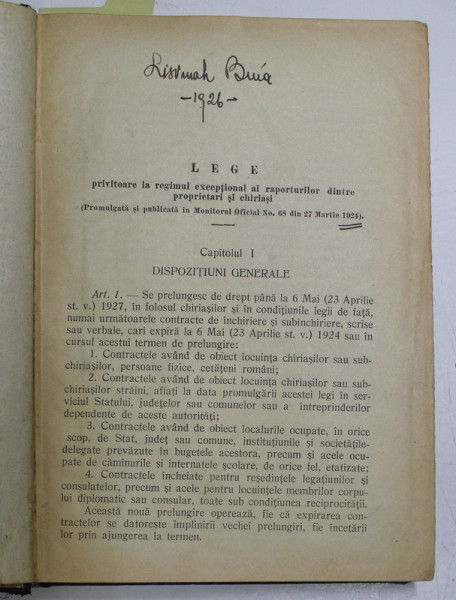 Lisimah Buia
-1926-
LEGE
privitoare la regimul excepţional al raporturilor dintre
proprietari şi chiriaşi
(Promulgată şi publicată în Monitorul Oficial No. 68 din 27 Martie 1924).
Capitolul I
DISPOZIŢIUNI GENERALE
Art. 1. — Se prelungesc de drept până la 6 Mai (23 Aprilie
st. v.) 1927, în folosul chiriaşilor şi în condiţiunile legii de faţă,
numai următoarele contracte de închiriere şi subînchiriere, scrise
sau verbale, cari expiră la 6 Mai (23 Aprilie st. v.) 1924 sau în
cursul acestui termen de prelungire:
1. Contractele având de obiect locuinţa chiriaşilor sau sub-
chiriaşilor, persoane fizice, cetăţeni români;
2. Contractele având de obiect locuinţa chiriaşilor sau sub-
chiriaşilor străini, aflaţi la data promulgării acestei legi în ser-
viciul Statului, judeţelor sau comunelor sau a întreprinderilor
dependente de aceste autorităţi;
3. Contractele având de obiect localurile ocupate, în orice
scop, de Stat, judeţ sau comune, instituţiunile şi societăţile-
delegate prevăzute în bugetele acestora, precum şi acele ocu-
pate de căminurile şi internatele şcolare, de orice fel, etatizate;
4. Contractele încheiate pentru reşedinţele legaţiunilor şi
consulatelor, precum şi acele pentru locuinţele membrilor corpu-
lui diplomatic sau consular, toate sub condiţiunea reciprocităţii.
Această nouă prelungire operează, fie că expirarea con-
tractelor se datoreşte împlinirii vechei prelungiri, fie încetării
lor prin ajungerea la termen.